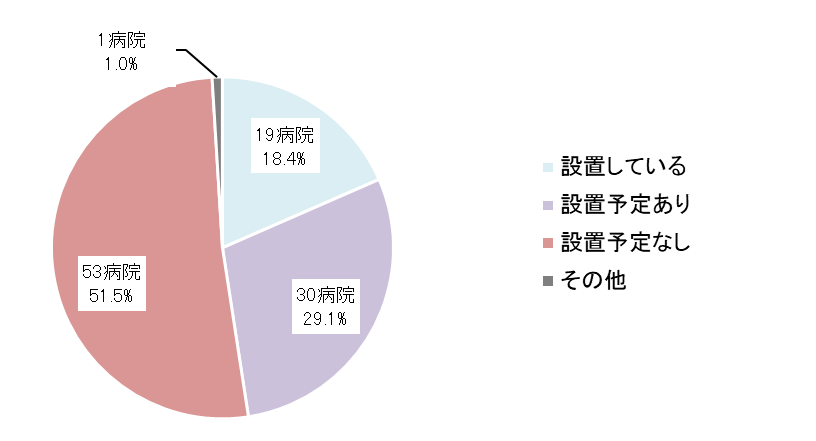 1病院
1.0%
19病院
18.4%
53病院
51.5%
30病院
29.1%
設置している
設置予定あり
設置予定なし
その他